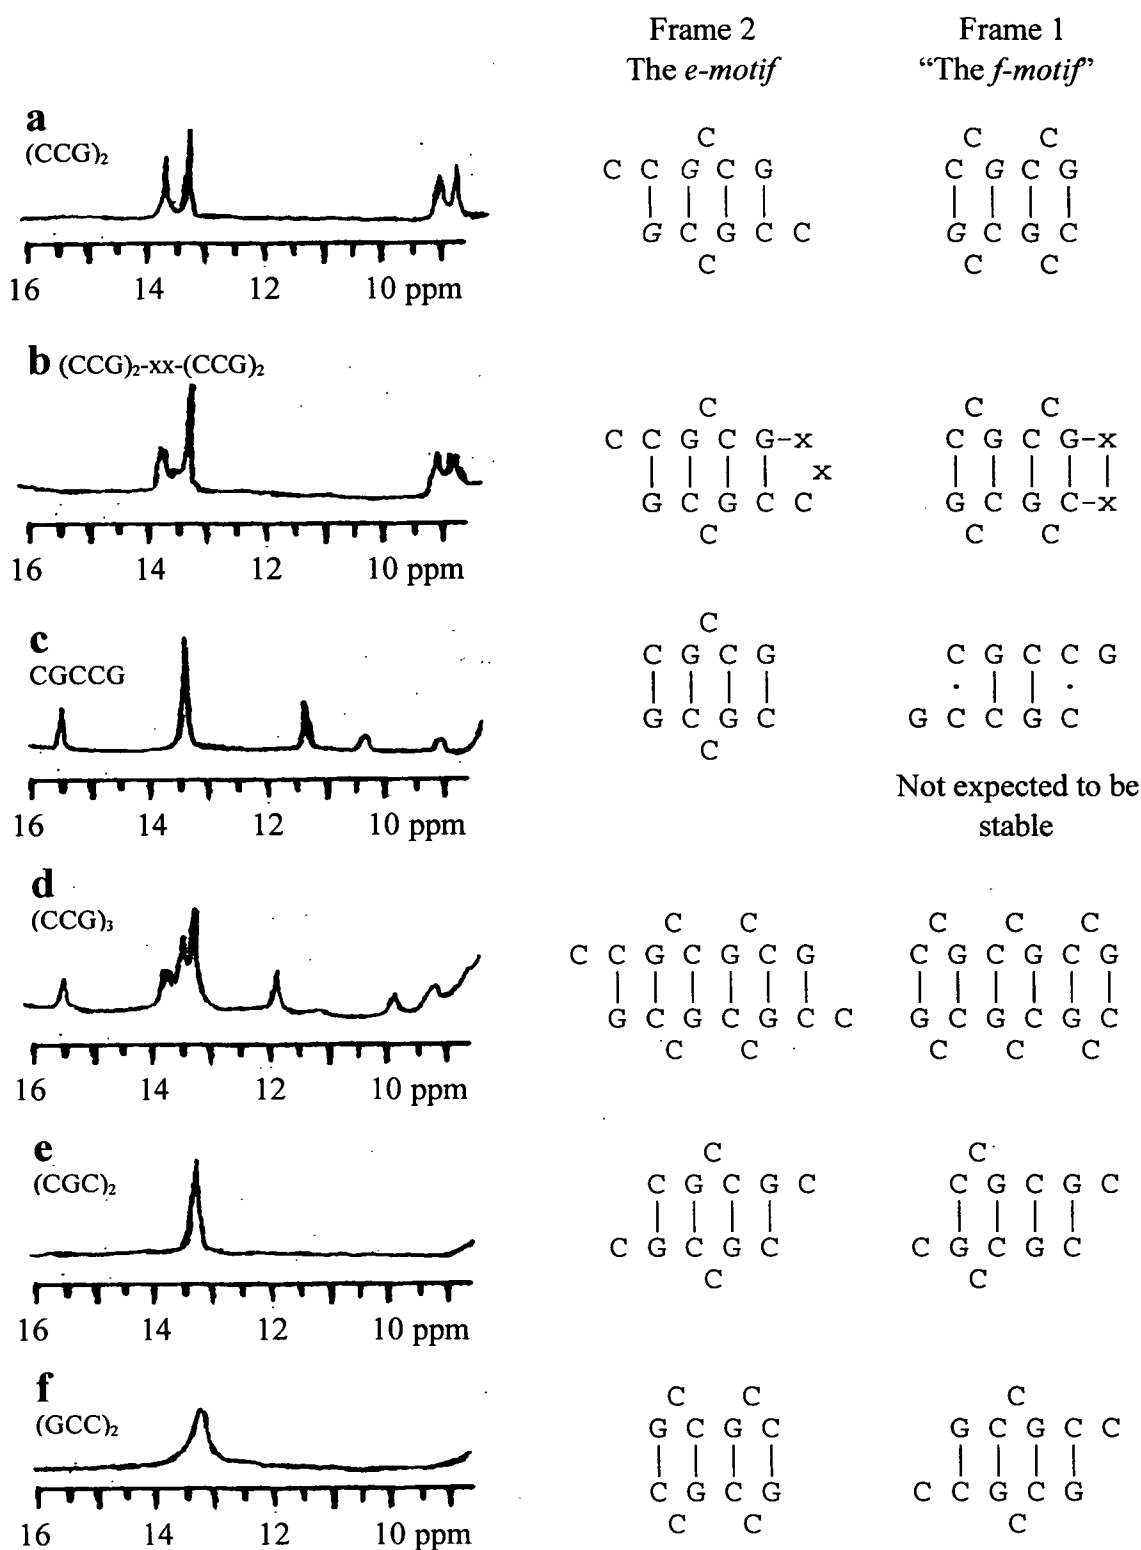 Frame 2
The e-motif
Frame 1
“The f-motif”
a
(CCG)₂
16 14 12 10 ppm
C
C C G C G
G C G C C
C
C C
C G C G
G C G C
C C
b (CCG)₂-xx-(CCG)₂
16 14 12 10 ppm
C
C C G C G-x
x
G C G C C
C
C C
C G C G-x
G C G C-x
C C
c
CGCCG
16 14 12 10 ppm
C
C G C G
G C G C
C
C G C C G
G C C G C
Not expected to be
stable
d
(CCG)₃
16 14 12 10 ppm
C C
C C G C G C G
G C G C G C C
C C
C C C
C G C G C G
G C G C G C
C C C
e
(CGC)₂
16 14 12 10 ppm
C
C G C G C
C G C G C
C
C
C G C G C
C G C G C
C
f
(GCC)₂
16 14 12 10 ppm
C C
G C G C
C G C G
C C
C
G C G C C
C C G C G
C